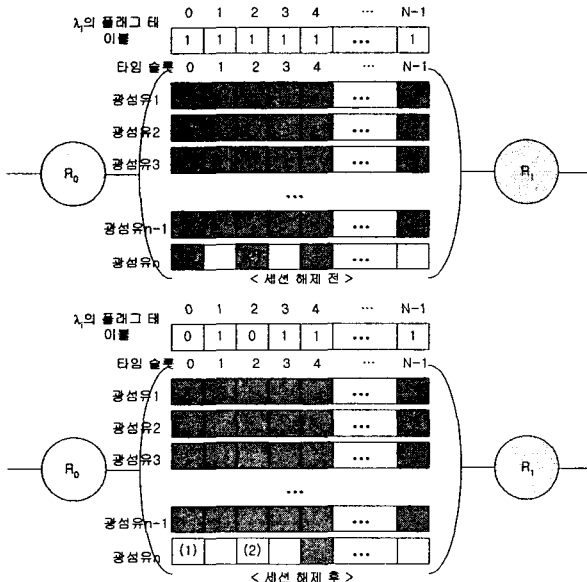 0 1 2 3 4 ... N-1
λ₁의 플래그 테
이블
1 1 1 1 1 ... 1
타임 슬롯 0 1 2 3 4 ... N-1
광섬유1
광섬유2
광섬유3
R₀
R₁
...
광섬유n-1
광섬유n
...
< 세션 해제 전 >
0 1 2 3 4 ... N-1
λ₁의 플래그 테
이블
0 1 0 1 1 ... 1
타임 슬롯 0 1 2 3 4 ... N-1
광섬유1 ...
광섬유2 ...
광섬유3 ...
R₀
R₁
...
광섬유n-1 ...
광섬유n (1) (2) ...
< 세션 해제 후 >